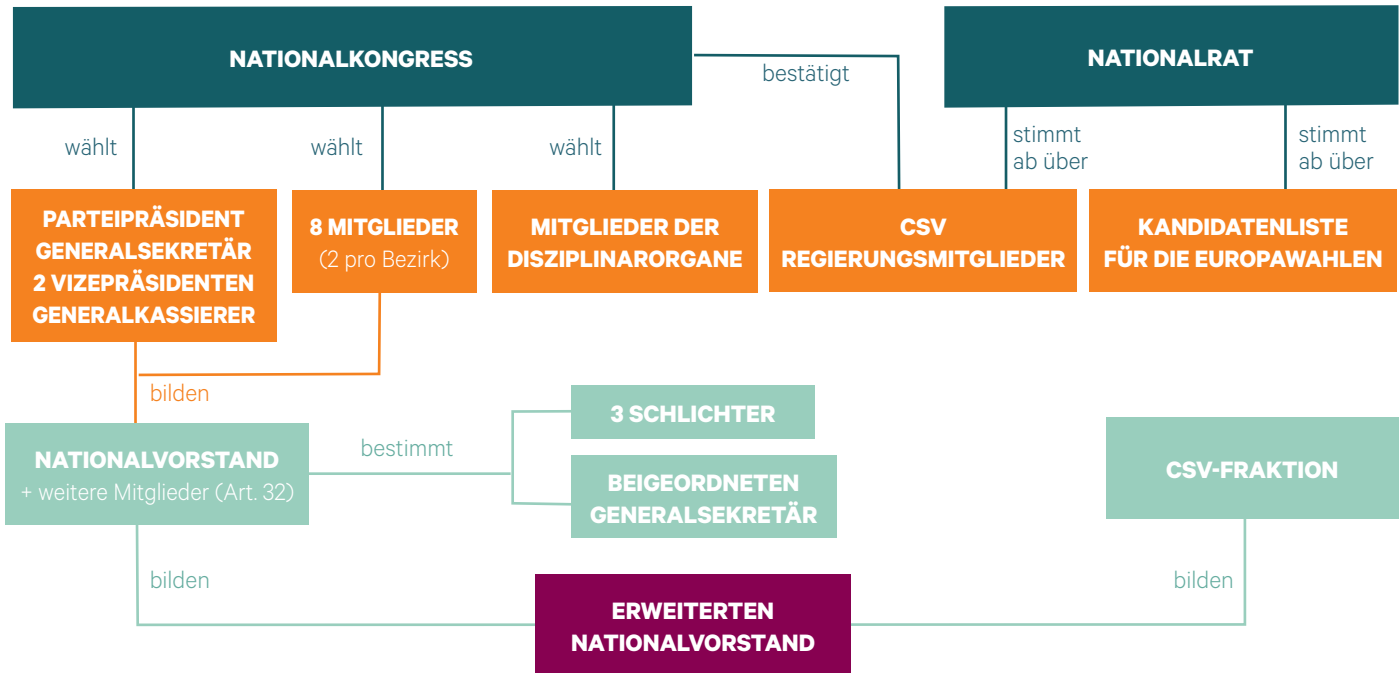 NATIONALKONGRESS
bestätigt
NATIONALRAT
wählt
wählt
wählt
stimmt
ab über
stimmt
ab über
PARTEIPRÄSIDENT
GENERALSEKRETÄR
2 VIZEPRÄSIDENTEN
GENERALKASSIERER
8 MITGLIEDER
(2 pro Bezirk)
MITGLIEDER DER
DISZIPLINARORGANE
CSV
REGIERUNGSMITGLIEDER
KANDIDATENLISTE
FÜR DIE EUROPAWAHLEN
bilden
NATIONALVORSTAND
+ weitere Mitglieder (Art. 32)
bestimmt
3 SCHLICHTER
BEIGEORDNETEN
GENERALSEKRETÄR
CSV-FRAKTION
bilden
bilden
ERWEITERTEN
NATIONALVORSTAND